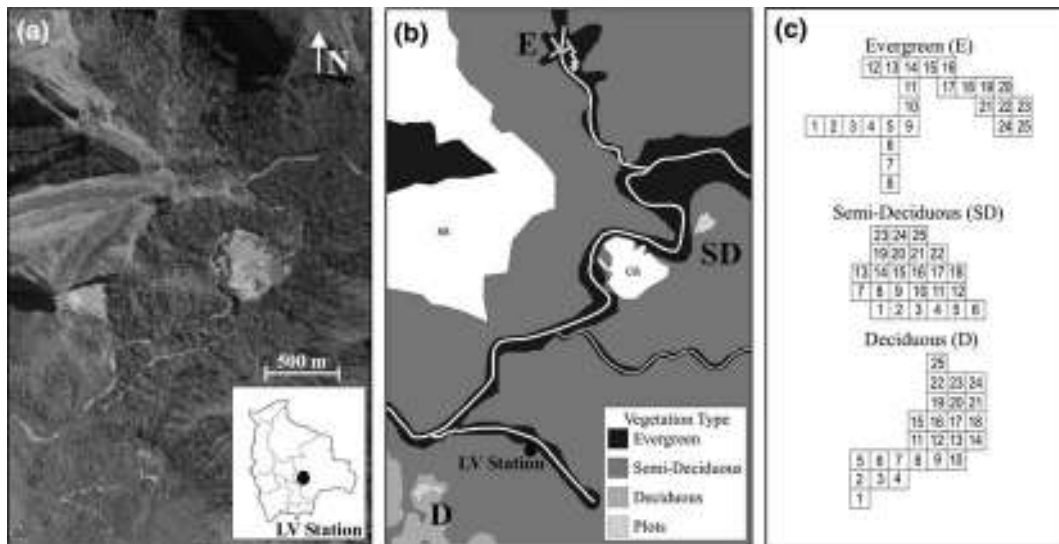 (a)
N
500 m
LV Station
(b)
E
SD
D
LV Station
Vegetation Type
Evergreen
Semi-Deciduous
Deciduous
Plots
(c)
Evergreen (E)
12 13 14 15 16
11 17 18 19 20
10 21 22 23
1 2 3 4 5 9 24 25
6
7
8
Semi-Deciduous (SD)
23 24 25
19 20 21 22
13 14 15 16 17 18
7 8 9 10 11 12
1 2 3 4 5 6
Deciduous (D)
25
22 23 24
19 20 21
15 16 17 18
11 12 13 14
5 6 7 8 9 10
2 3 4
1